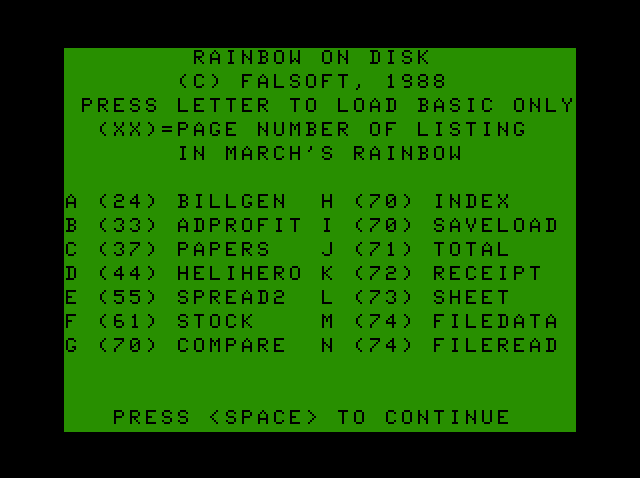 RAINBOW ON DISK
(C) FALSOFT, 1988
PRESS LETTER TO LOAD BASIC ONLY
(XX)=PAGE NUMBER OF LISTING
IN MARCH'S RAINBOW
A (24) BILLGEN H (70) INDEX
B (33) ADPROFIT I (70) SAVELOAD
C (37) PAPERS J (71) TOTAL
D (44) HELIHERO K (72) RECEIPT
E (55) SPREAD2 L (73) SHEET
F (61) STOCK M (74) FILEDATA
G (70) COMPARE N (74) FILEREAD
PRESS <SPACE> TO CONTINUE